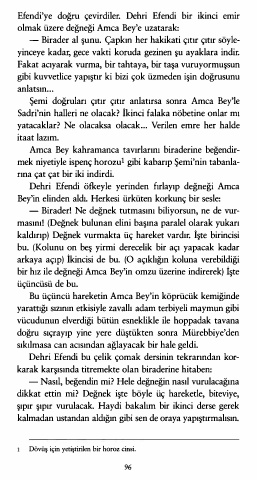 Efendi'ye doğru çevirdiler. Dehri Efendi bir ikinci emir
olmak üzere değneği Amca Bey'e uzatarak:
— Birader al şunu. Çapkın her hakikati çıtır çıtır söyle-
yinceye kadar, gece vakti koruda gezinen şu ayaklara indir.
Fakat acıyarak vurma, bir tahtaya, bir taşa vuruyormuşsun
gibi kuvvetlice yapıştır ki bizi çok üzmeden işin doğrusunu
anlatsın...
Şemi doğruları çıtır çıtır anlatırsa sonra Amca Bey'le
Sadri'nin halleri ne olacak? İkinci falaka nöbetine onlar mı
yatacaklar? Ne olacaksa olacak... Verilen emre her halde
itaat lazım.
Amca Bey kahramanca tavırlarını biraderine beğendir-
mek niyetiyle ispenç horozu¹ gibi kabarıp Şemi'nin tabanla-
rına çat çat bir iki indirdi.
Dehri Efendi öfkeyle yerinden fırlayıp değneği Amca
Bey'in elinden aldı. Herkesi ürküten korkunç bir sesle:
— Birader! Ne değnek tutmasını biliyorsun, ne de vur-
masını! (Değnek bulunan elini başına paralel olarak yukarı
kaldırıp) Değnek vurmakta üç hareket vardır. İşte birincisi
bu. (Kolunu on beş yirmi derecelik bir açı yapacak kadar
arkaya açıp) İkincisi de bu. (O açıklığın koluna verebildiği
bir hız ile değneği Amca Bey'in omzu üzerine indirerek) İşte
üçüncüsü de bu.
Bu üçüncü hareketin Amca Bey'in köprücük kemiğinde
yarattığı sızının etkisiyle zavallı adam terbiyeli maymun gibi
vücudunun elverdiği bütün esneklikle ile hoppadak tavana
doğru sıçrayıp yine yere düştükten sonra Mürebbiye'den
sıkılmasa can acısından ağlayacak bir hale geldi.
Dehri Efendi bu çelik çomak dersinin tekrarından kor-
karak karşısında titremekte olan biraderine hitaben:
— Nasıl, beğendin mi? Hele değneğin nasıl vurulacağına
dikkat ettin mi? Değnek işte böyle üç hareketle, biteviye,
şıpır şıpır vurulacak. Haydi bakalım bir ikinci derse gerek
kalmadan ustandan aldığın gibi sen de oraya yapıştırmalısın.
1 Dövüş için yetiştirilen bir horoz cinsi.
96